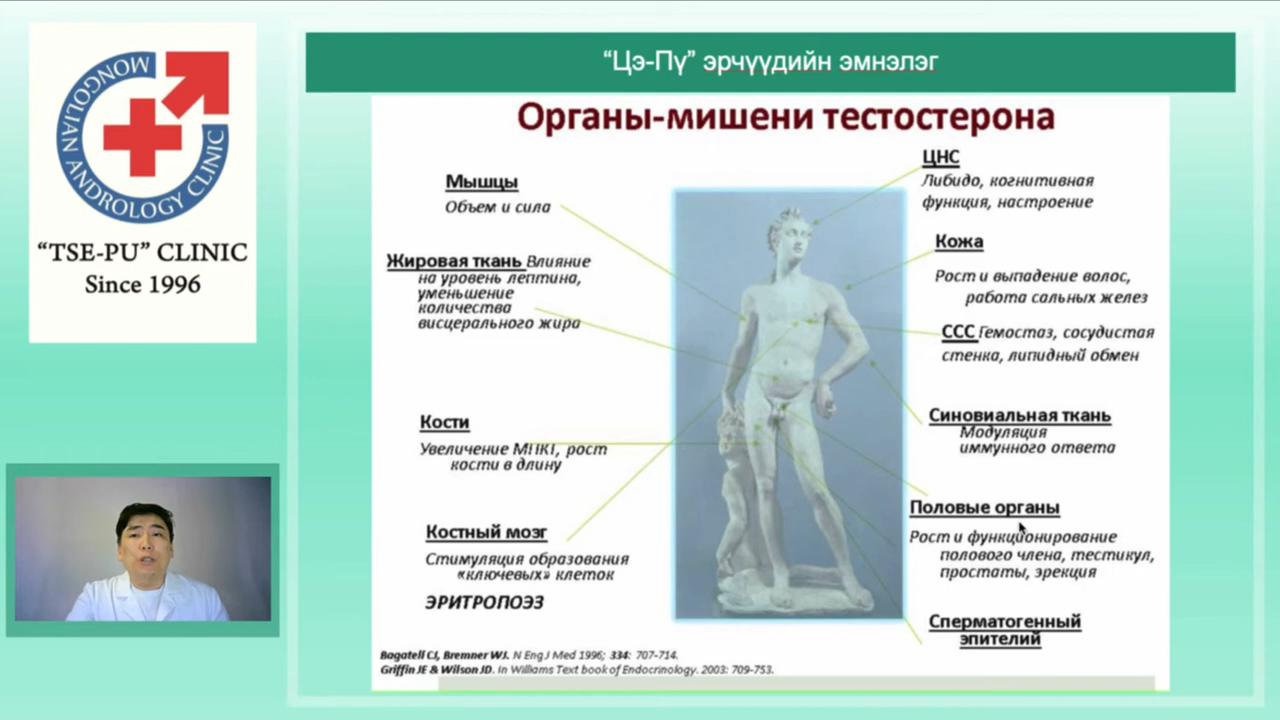 MONGOLIAN ANDROLOGY CLINIC
“TSE-PU” CLINIC
Since 1996
“Цэ-Пү” эрчүүдийн эмнэлэг
Органы-мишени тестостерона
Мышцы
Объем и сила
Жировая ткань Влияние
на уровень лептина,
уменьшение
количества
висцерального жира
Кости
Увеличение МПКТ, рост
кости в длину
Костный мозг
Стимуляция образования
«ключевых» клеток
ЭРИТРОПОЭЗ
ЦНС
Либидо, когнитивная
функция, настроение
Кожа
Рост и выпадение волос,
работа сальных желез
ССС Гемостаз, сосудистая
стенка, липидный обмен
Синовиальная ткань
Модуляция
иммунного ответа
Половые органы
Рост и функционирование
полового члена, тестикул,
простаты, эрекция
Сперматогенный
эпителий
Bagatell CJ, Bremner WJ. N Eng J Med 1996; 334: 707-714.
Griffin JE & Wilson JD. In Williams Text book of Endocrinology. 2003: 709-753.